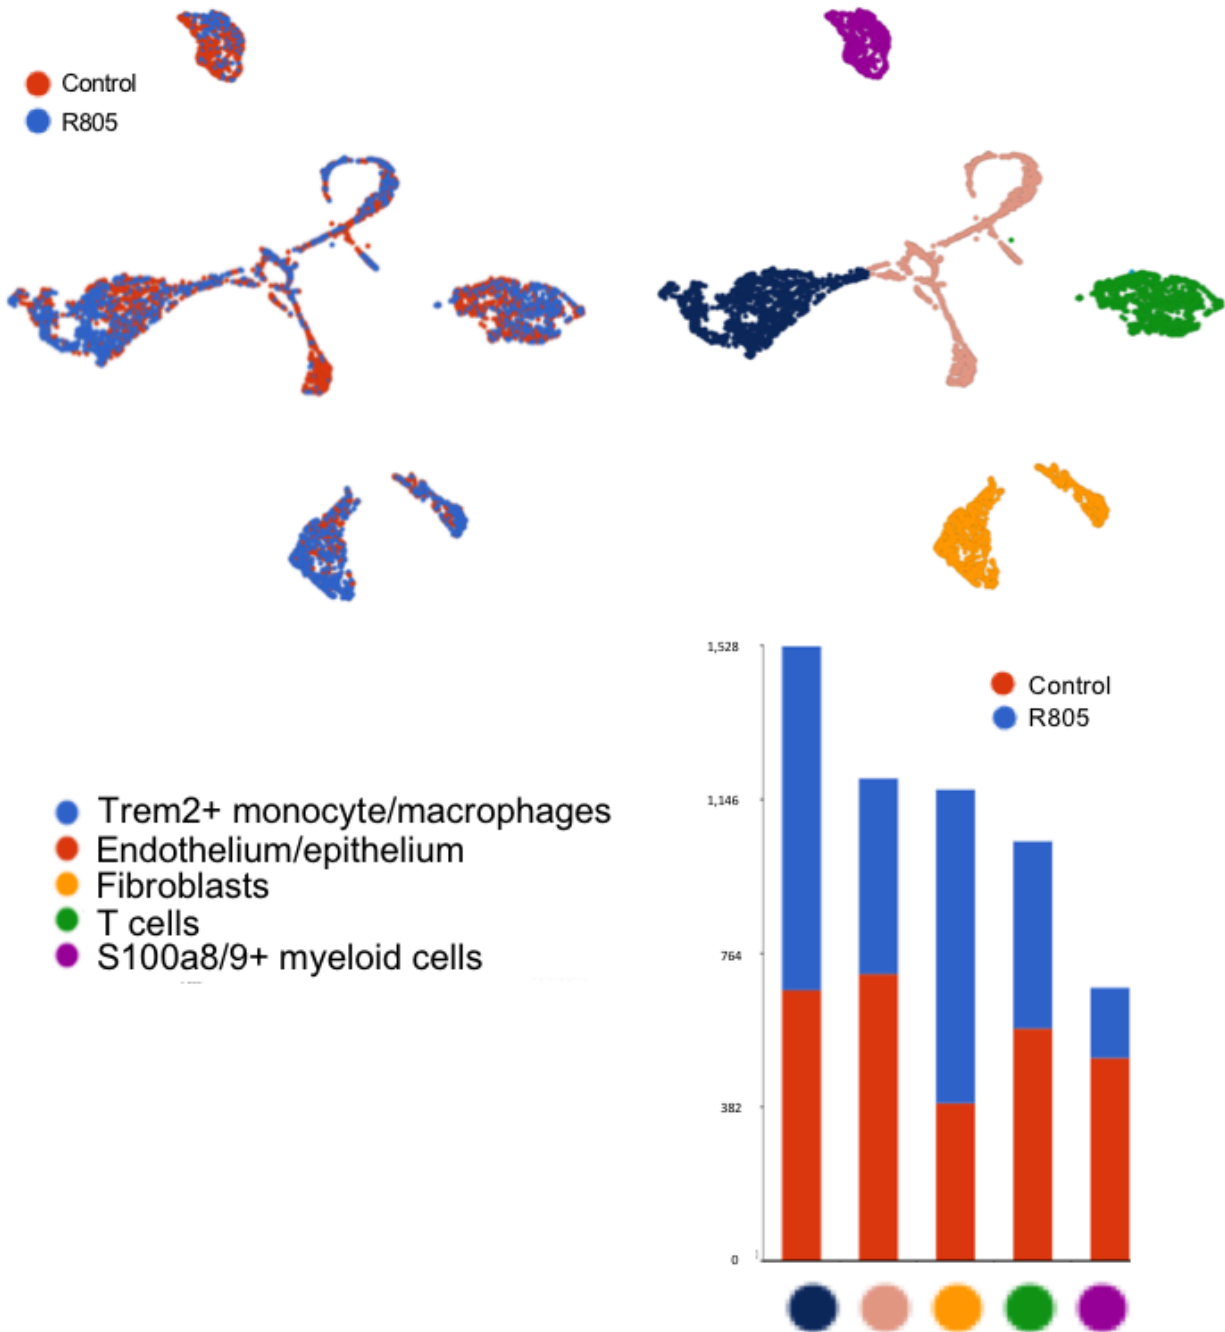 Control
R805
1,528
Control
R805
1,146
Trem2+ monocyte/macrophages
Endothelium/epithelium
Fibroblasts
T cells
S100a8/9+ myeloid cells
764
382
0